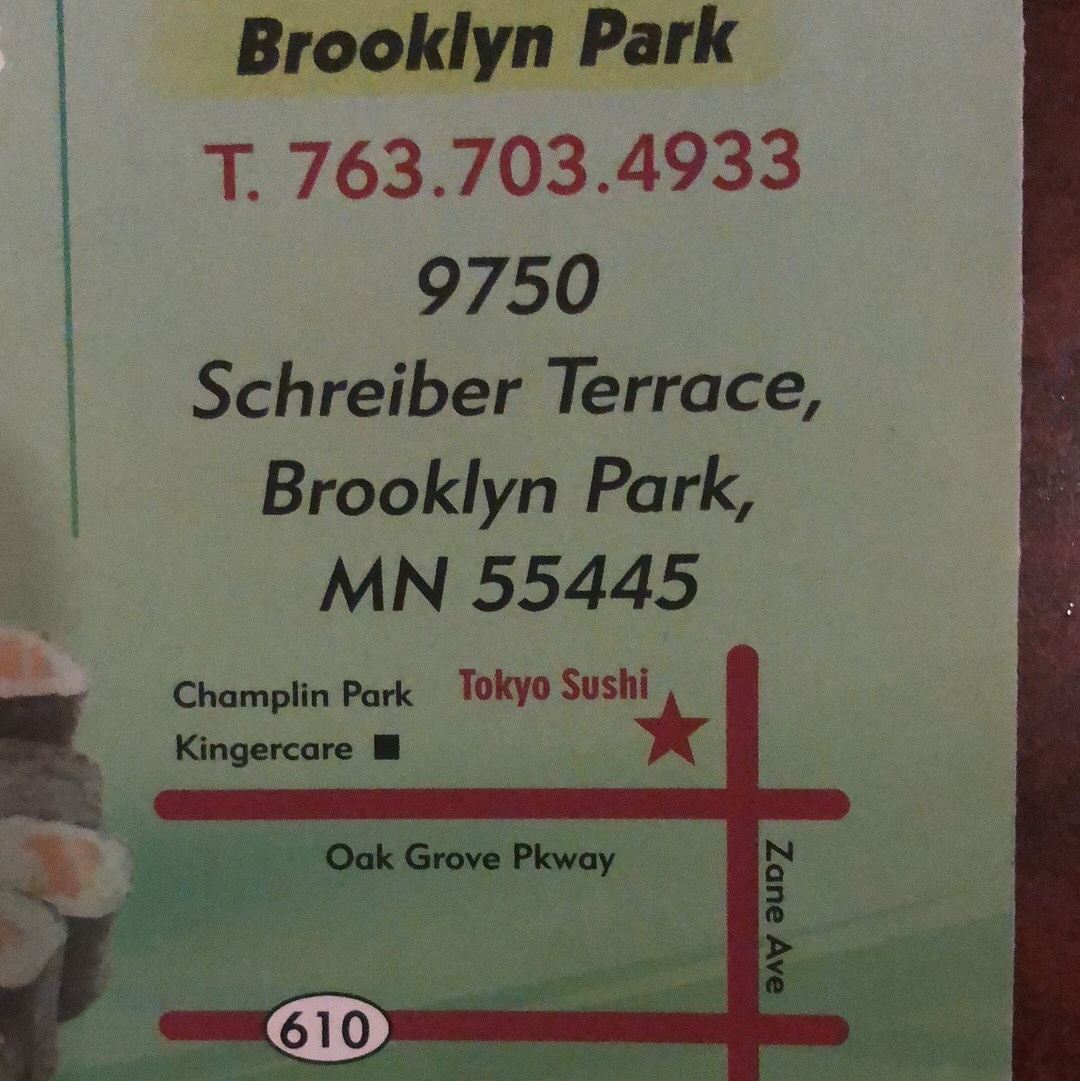 Brooklyn Park
T. 763.703.4933
9750
Schreiber Terrace,
Brooklyn Park,
MN 55445
Champlin Park
Kingercare
Tokyo Sushi
Oak Grove Pkway
Zane Ave
610